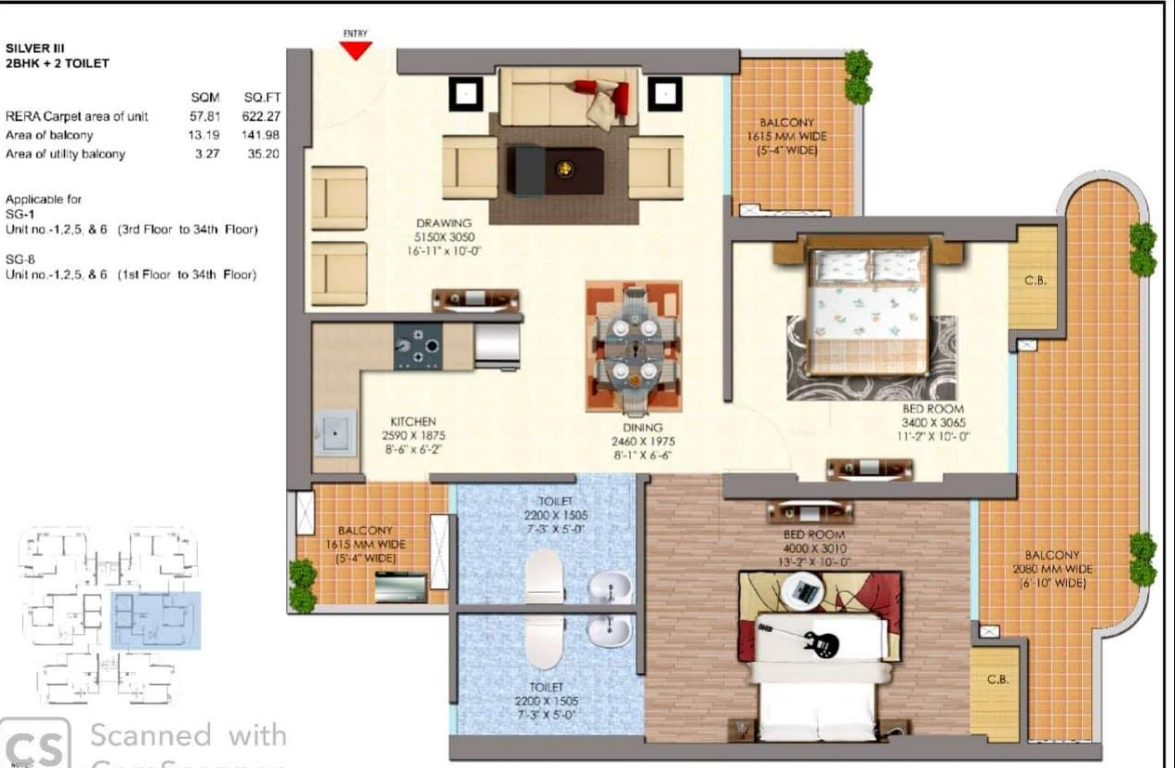 SILVER III
2BHK + 2 TOILET
SQM SQ.FT
RERA Carpet area of unit 57.81 622.27
Area of balcony 13.19 141.98
Area of utility balcony 3.27 35.20
Applicable for
SG-1
Unit no.-1,2,5, & 6 (3rd Floor to 34th Floor)
SG-8
Unit no.-1,2,5, & 6 (1st Floor to 34th Floor)
ENTRY
BALCONY
1615 MM WIDE
(5'-4" WIDE)
DRAWING
5150X 3050
16'-11" x 10'-0"
C.B.
KITCHEN
2590 X 1875
8'-6" x 6'-2"
DINING
2460 X 1975
8'-1" X 6'-6"
BED ROOM
3400 X 3065
11'-2" X 10'- 0"
BALCONY
1615 MM WIDE
(5'-4" WIDE)
TOILET
2200 X 1505
7'-3" X 5'-0"
BED ROOM
4000 X 3010
13'-2" X 10'- 0"
BALCONY
2080 MM WIDE
(6'-10" WIDE)
TOILET
2200 X 1505
7'-3" X 5'-0"
C.B.
CS
Scanned with
CamScanner